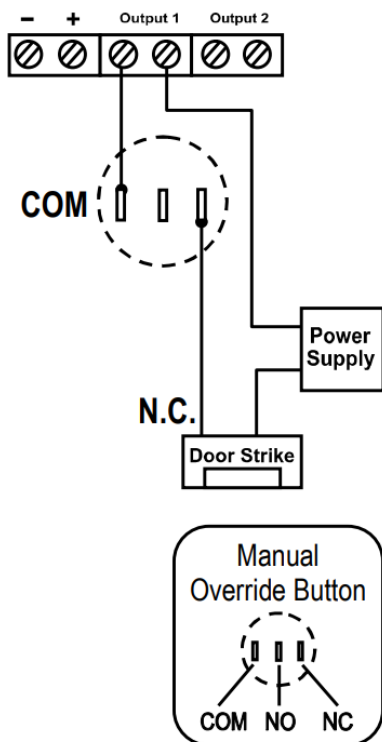 - +
Output 1 Output 2
COM
Power
Supply
N.C.
Door Strike
Manual
Override Button
COM NO NC